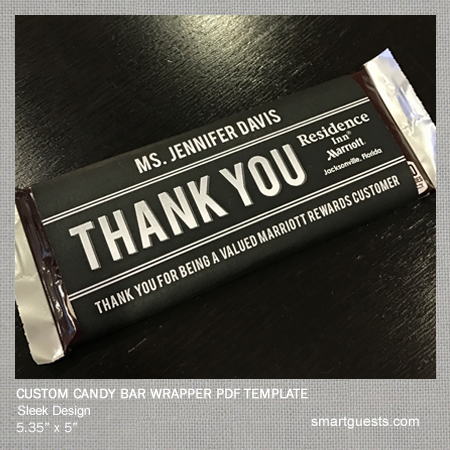 MS. JENNIFER DAVIS
THANK YOU
Residence
Inn®
Marriott
Jacksonville, Florida
THANK YOU FOR BEING A VALUED MARRIOTT REWARDS CUSTOMER
CUSTOM CANDY BAR WRAPPER PDF TEMPLATE
Sleek Design
5.35" x 5"
smartguests.com